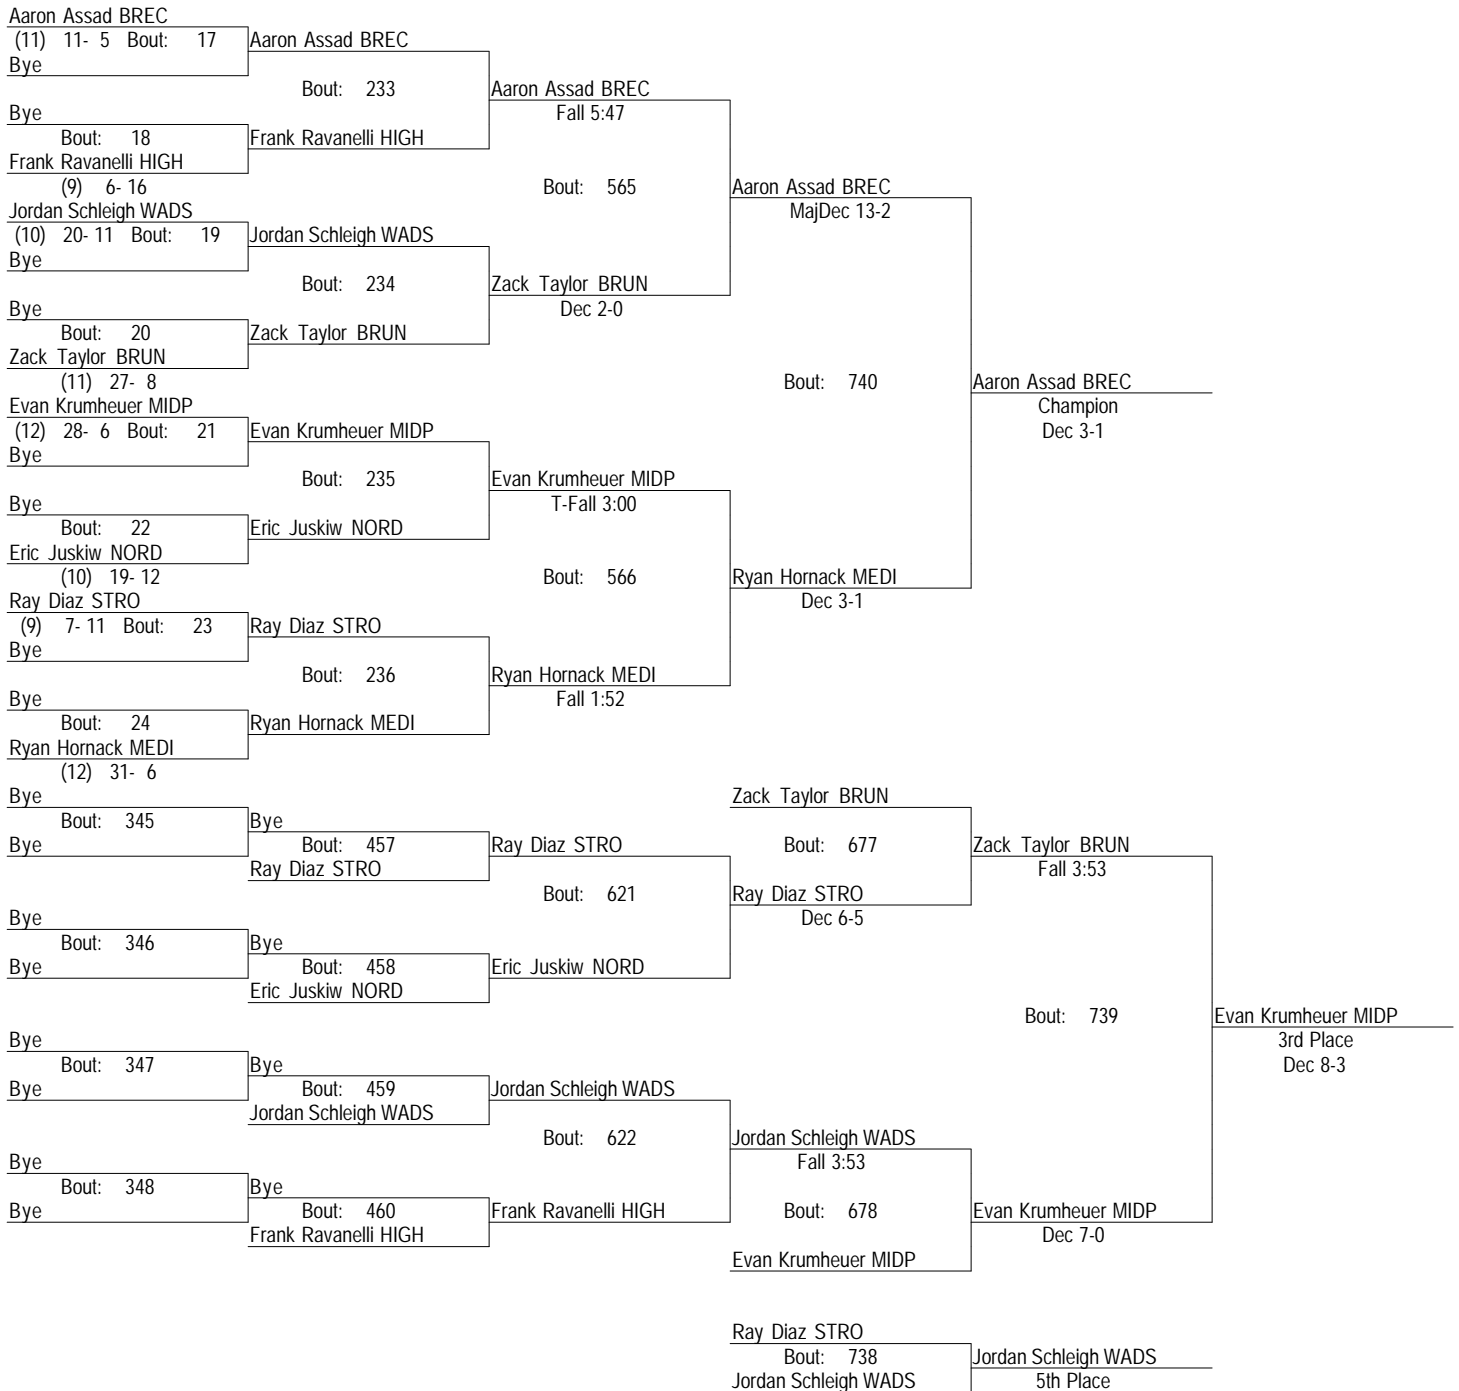 Aaron Assad BREC
(11) 11- 5 Bout: 17 Aaron Assad BREC
Bye
Bout: 233 Aaron Assad BREC
Bye Fall 5:47
Bout: 18 Frank Ravanelli HIGH
Frank Ravanelli HIGH
(9) 6- 16 Bout: 565 Aaron Assad BREC
Jordan Schleigh WADS MajDec 13-2
(10) 20- 11 Bout: 19 Jordan Schleigh WADS
Bye
Bout: 234 Zack Taylor BRUN
Bye Dec 2-0
Bout: 20 Zack Taylor BRUN
Zack Taylor BRUN
(11) 27- 8 Bout: 740 Aaron Assad BREC
Evan Krumheuer MIDP Champion
(12) 28- 6 Bout: 21 Evan Krumheuer MIDP Dec 3-1
Bye
Bout: 235 Evan Krumheuer MIDP
Bye T-Fall 3:00
Bout: 22 Eric Juskiw NORD
Eric Juskiw NORD
(10) 19- 12 Bout: 566 Ryan Hornack MEDI
Ray Diaz STRO Dec 3-1
(9) 7- 11 Bout: 23 Ray Diaz STRO
Bye
Bout: 236 Ryan Hornack MEDI
Bye Fall 1:52
Bout: 24 Ryan Hornack MEDI
Ryan Hornack MEDI
(12) 31- 6
Bye Zack Taylor BRUN
Bout: 345 Bye
Bye Bout: 457 Ray Diaz STRO Bout: 677 Zack Taylor BRUN
Ray Diaz STRO Fall 3:53
Bout: 621 Ray Diaz STRO
Bye Dec 6-5
Bout: 346 Bye
Bye Bout: 458 Eric Juskiw NORD
Eric Juskiw NORD
Bout: 739 Evan Krumheuer MIDP
Bye 3rd Place
Bout: 347 Bye Dec 8-3
Bye Bout: 459 Jordan Schleigh WADS
Jordan Schleigh WADS
Bout: 622 Jordan Schleigh WADS
Bye Fall 3:53
Bout: 348 Bye
Bye Bout: 460 Frank Ravanelli HIGH Bout: 678 Evan Krumheuer MIDP
Frank Ravanelli HIGH Dec 7-0
Evan Krumheuer MIDP
Ray Diaz STRO
Bout: 738 Jordan Schleigh WADS
Jordan Schleigh WADS 5th Place